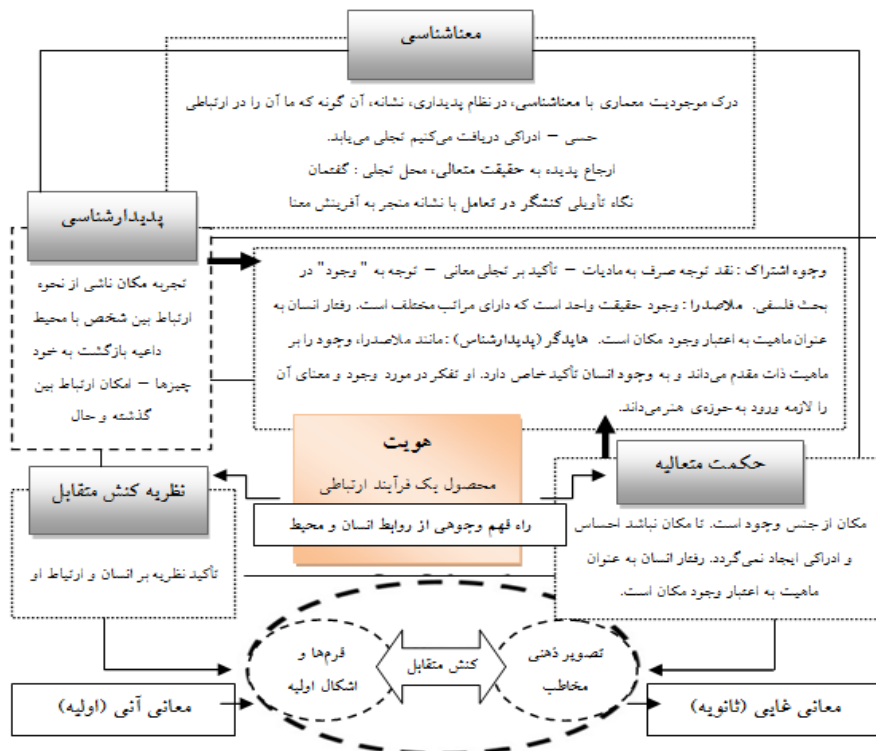 معناشناسی
درک موجودیت معماری با معناشناسی، در نظام پدیداری، نشانه، آن گونه که ما آن را در ارتباطی
حسی – ادراکی دریافت می‌کنیم تجلی می‌یابد.
ارجاع پدیده به حقیقت متعالی، محل تجلی : گفتمان
نگاه تأویلی کنشگر در تعامل با نشانه منجر به آفرینش معنا
پدیدارشناسی
تجربه مکان ناشی از نحوه
ارتباط بین شخص با محیط
داعیه بازگشت به خود
چیزها – امکان ارتباط بین
گذشته و حال
وجوه اشتراک : نقد توجه صرف به مادیات – تأکید بر تجلی معانی – توجه به "وجود" در
بحث فلسفی. ملاصدرا : وجود حقیقت واحد است که دارای مراتب مختلف است. رفتار انسان به
عنوان ماهیت به اعتبار وجود مکان است. هایدگر (پدیدارشناس) : مانند ملاصدرا، وجود را بر
ماهیت ذات مقدم می‌داند و به وجود انسان تأکید خاص دارد. او تفکر در مورد وجود و معنای آن
را لازمه ورود به حوزه‌ی هنر می‌داند.
هویت
محصول یک فرآیند ارتباطی
راه فهم وجوهی از روابط انسان و محیط
حکمت متعالیه
مکان از جنس وجود است. تا مکان نباشد احساس
و ادراکی ایجاد نمی‌گردد. رفتار انسان به عنوان
ماهیت به اعتبار وجود مکان است.
نظریه کنش متقابل
تأکید نظریه بر انسان و ارتباط او
تصویر ذهنی
مخاطب
کنش متقابل
فرم‌ها و
اشکال اولیه
معانی غایی (ثانویه)
معانی آنی (اولیه)